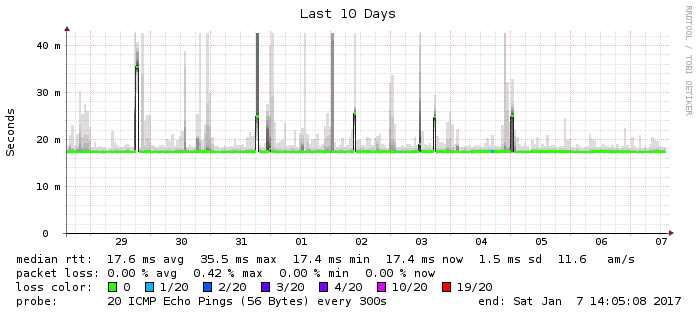 Last 10 Days
RRDTOOL / TOBI OETIKER
Seconds
40 m
30 m
20 m
10 m
0
29 30 31 01 02 03 04 05 06 07
median rtt: 17.6 ms avg 35.5 ms max 17.4 ms min 17.4 ms now 1.5 ms sd 11.6 am/s
packet loss: 0.00 % avg 0.42 % max 0.00 % min 0.00 % now
loss color: 0 1/20 2/20 3/20 4/20 10/20 19/20
probe: 20 ICMP Echo Pings (56 Bytes) every 300s end: Sat Jan 7 14:05:08 2017